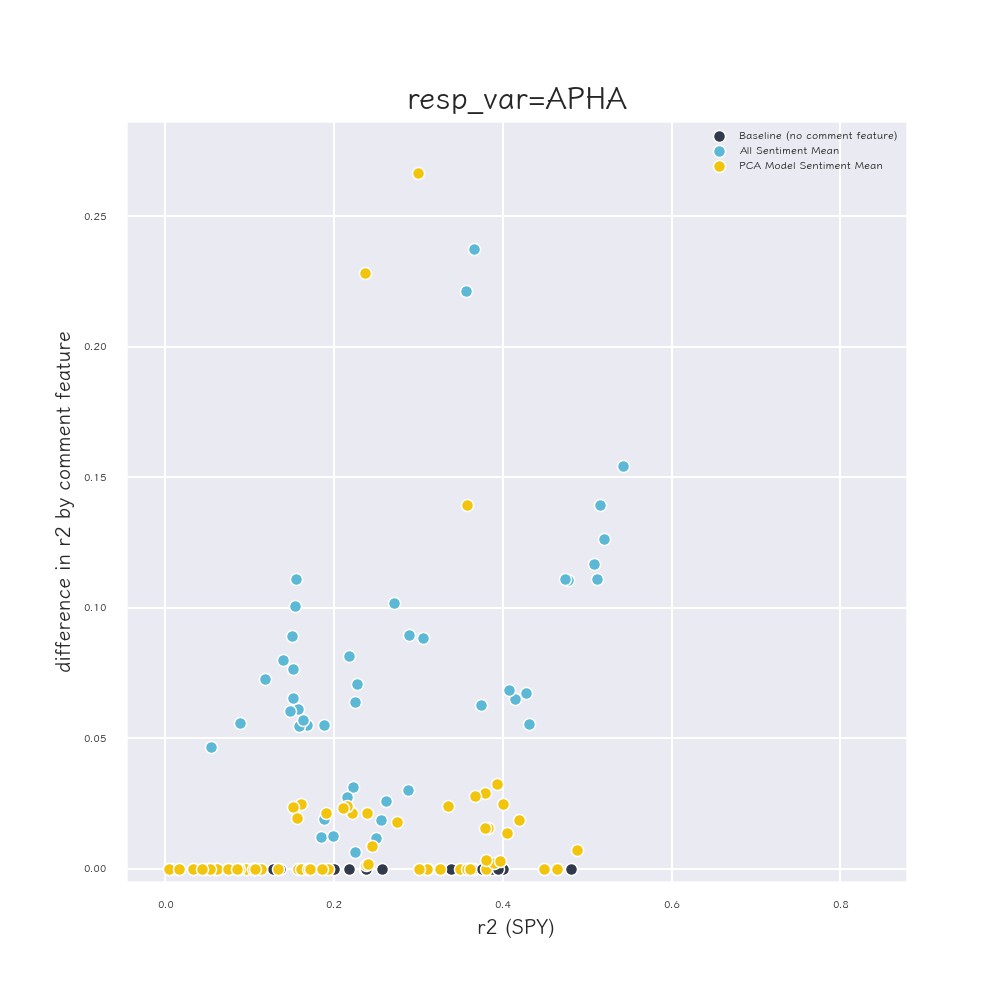 resp_var=APHA
Baseline (no comment feature)
All Sentiment Mean
PCA Model Sentiment Mean
difference in r2 by comment feature
0.25
0.20
0.15
0.10
0.05
0.00
0.0 0.2 0.4 0.6 0.8
r2 (SPY)